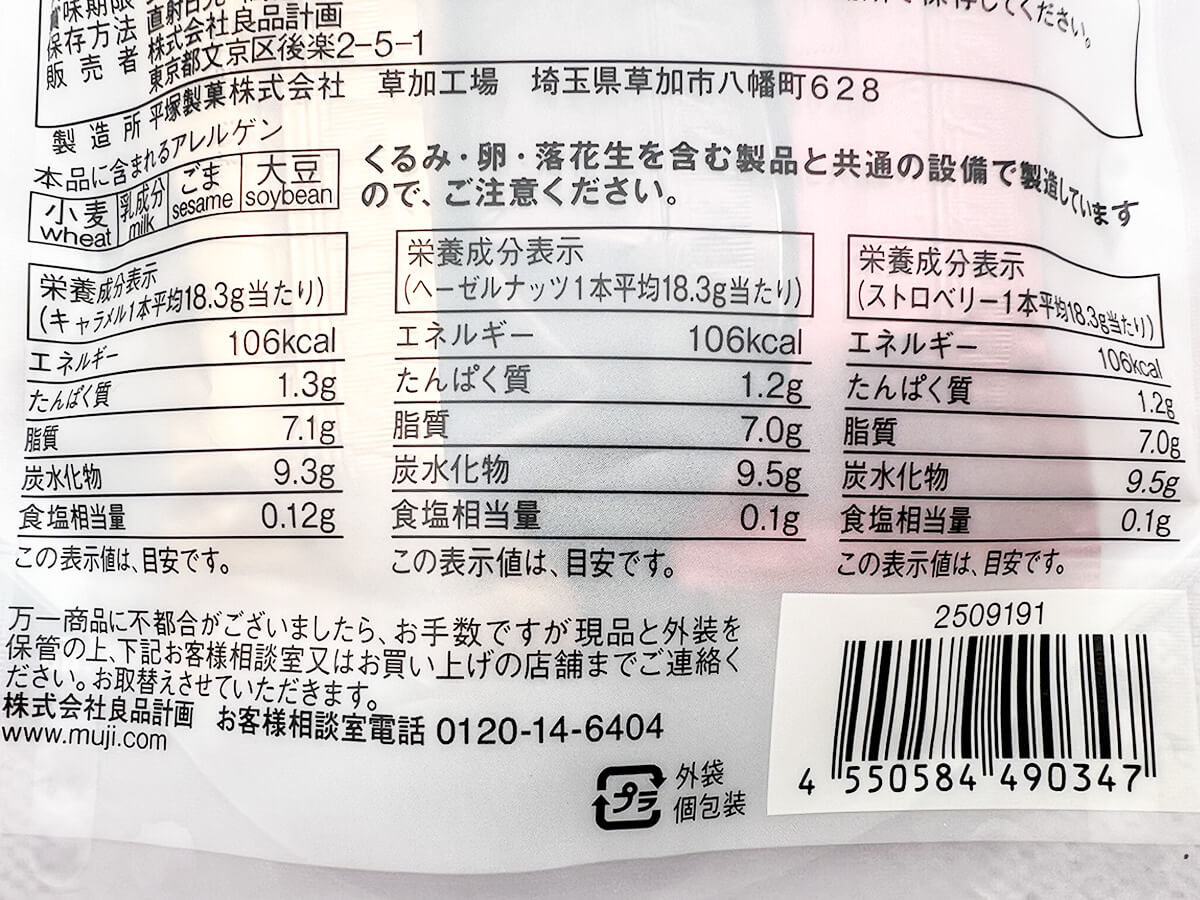 賞味期限
保存方法 直射日光
保存してください。
販売者 株式会社良品計画
東京都文京区後楽2-5-1
製造所 平塚製菓株式会社 草加工場 埼玉県草加市八幡町628
本品に含まれるアレルゲン
小麦 乳成分 ごま 大豆
wheat milk sesame soybean
くるみ・卵・落花生を含む製品と共通の設備で製造しています
ので、ご注意ください。
栄養成分表示
(キャラメル1本平均18.3g当たり)
エネルギー 106kcal
たんぱく質 1.3g
脂質 7.1g
炭水化物 9.3g
食塩相当量 0.12g
この表示値は、目安です。
栄養成分表示
(ヘーゼルナッツ1本平均18.3g当たり)
エネルギー 106kcal
たんぱく質 1.2g
脂質 7.0g
炭水化物 9.5g
食塩相当量 0.1g
この表示値は、目安です。
栄養成分表示
(ストロベリー1本平均18.3g当たり)
エネルギー 106kcal
たんぱく質 1.2g
脂質 7.0g
炭水化物 9.5g
食塩相当量 0.1g
この表示値は、目安です。
万一商品に不都合がございましたら、お手数ですが現品と外装を
保管の上、下記お客様相談室又はお買い上げの店舗までご連絡く
ださい。お取替えさせていただきます。
株式会社良品計画 お客様相談室電話 0120-14-6404
www.muji.com
プラ
外袋
個包装
2509191
4 550584 490347